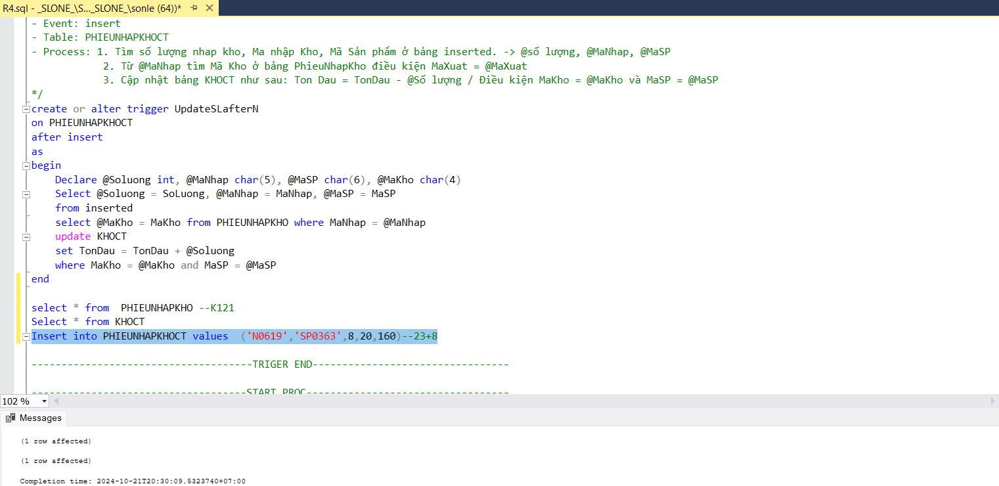 R4.sql - _SLONE_\S..._SLONE_\sonle (64))*
- Event: insert
- Table: PHIEUNHAPKHOCT
- Process: 1. Tìm số lượng nhap kho, Ma nhập Kho, Mã Sản phẩm ở bảng inserted. -> @số lượng, @MaNhap, @MaSP
2. Từ @MaNhap tìm Mã Kho ở bảng PhieuNhapKho điều kiện MaXuat = @MaXuat
3. Cập nhật bảng KHOCT như sau: Ton Dau = TonDau - @Số lượng / Điều kiện MaKho = @MaKho và MaSP = @MaSP
*/
create or alter trigger UpdateSLafterN
on PHIEUNHAPKHOCT
after insert
as
begin
Declare @Soluong int, @MaNhap char(5), @MaSP char(6), @MaKho char(4)
Select @Soluong = SoLuong, @MaNhap = MaNhap, @MaSP = MaSP
from inserted
select @MaKho = MaKho from PHIEUNHAPKHO where MaNhap = @MaNhap
update KHOCT
set TonDau = TonDau + @Soluong
where MaKho = @MaKho and MaSP = @MaSP
end
select * from  PHIEUNHAPKHO --K121
Select * from KHOCT
Insert into PHIEUNHAPKHOCT values  ('N0619','SP0363',8,20,160)--23+8
-------------------------------------TRIGER END---------------------------------
------------------------------------START PROC----------------------------------
102 %
Messages
(1 row affected)
(1 row affected)
Completion time: 2024-10-21T20:30:09.5323740+07:00